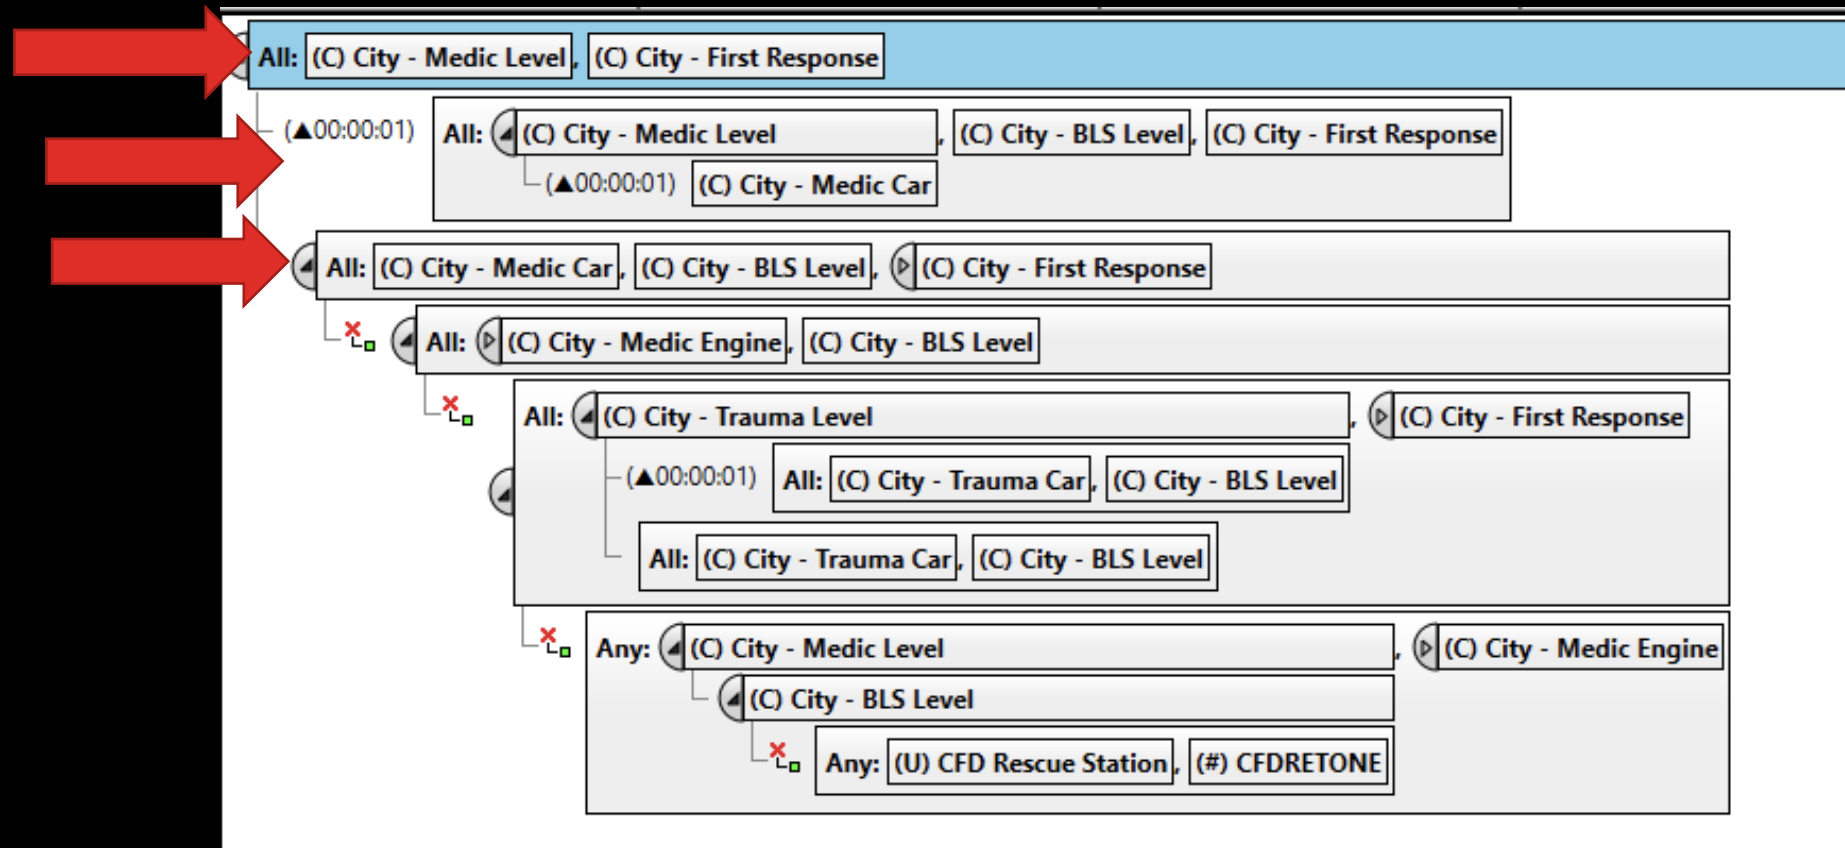 All: (C) City - Medic Level, (C) City - First Response
(▲00:00:01) All: (C) City - Medic Level, (C) City - BLS Level, (C) City - First Response
(▲00:00:01) (C) City - Medic Car
All: (C) City - Medic Car, (C) City - BLS Level, (C) City - First Response
All: (C) City - Medic Engine, (C) City - BLS Level
All: (C) City - Trauma Level, (C) City - First Response
(▲00:00:01) All: (C) City - Trauma Car, (C) City - BLS Level
All: (C) City - Trauma Car, (C) City - BLS Level
Any: (C) City - Medic Level, (C) City - Medic Engine
(C) City - BLS Level
Any: (U) CFD Rescue Station, (#) CFDRETONE